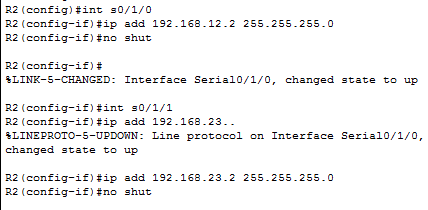 R2(config)#int s0/1/0
R2(config-if)#ip add 192.168.12.2 255.255.255.0
R2(config-if)#no shut
R2(config-if)#
%LINK-5-CHANGED: Interface Serial0/1/0, changed state to up
R2(config-if)#int s0/1/1
R2(config-if)#ip add 192.168.23..
%LINEPROTO-5-UPDOWN: Line protocol on Interface Serial0/1/0,
changed state to up
R2(config-if)#ip add 192.168.23.2 255.255.255.0
R2(config-if)#no shut